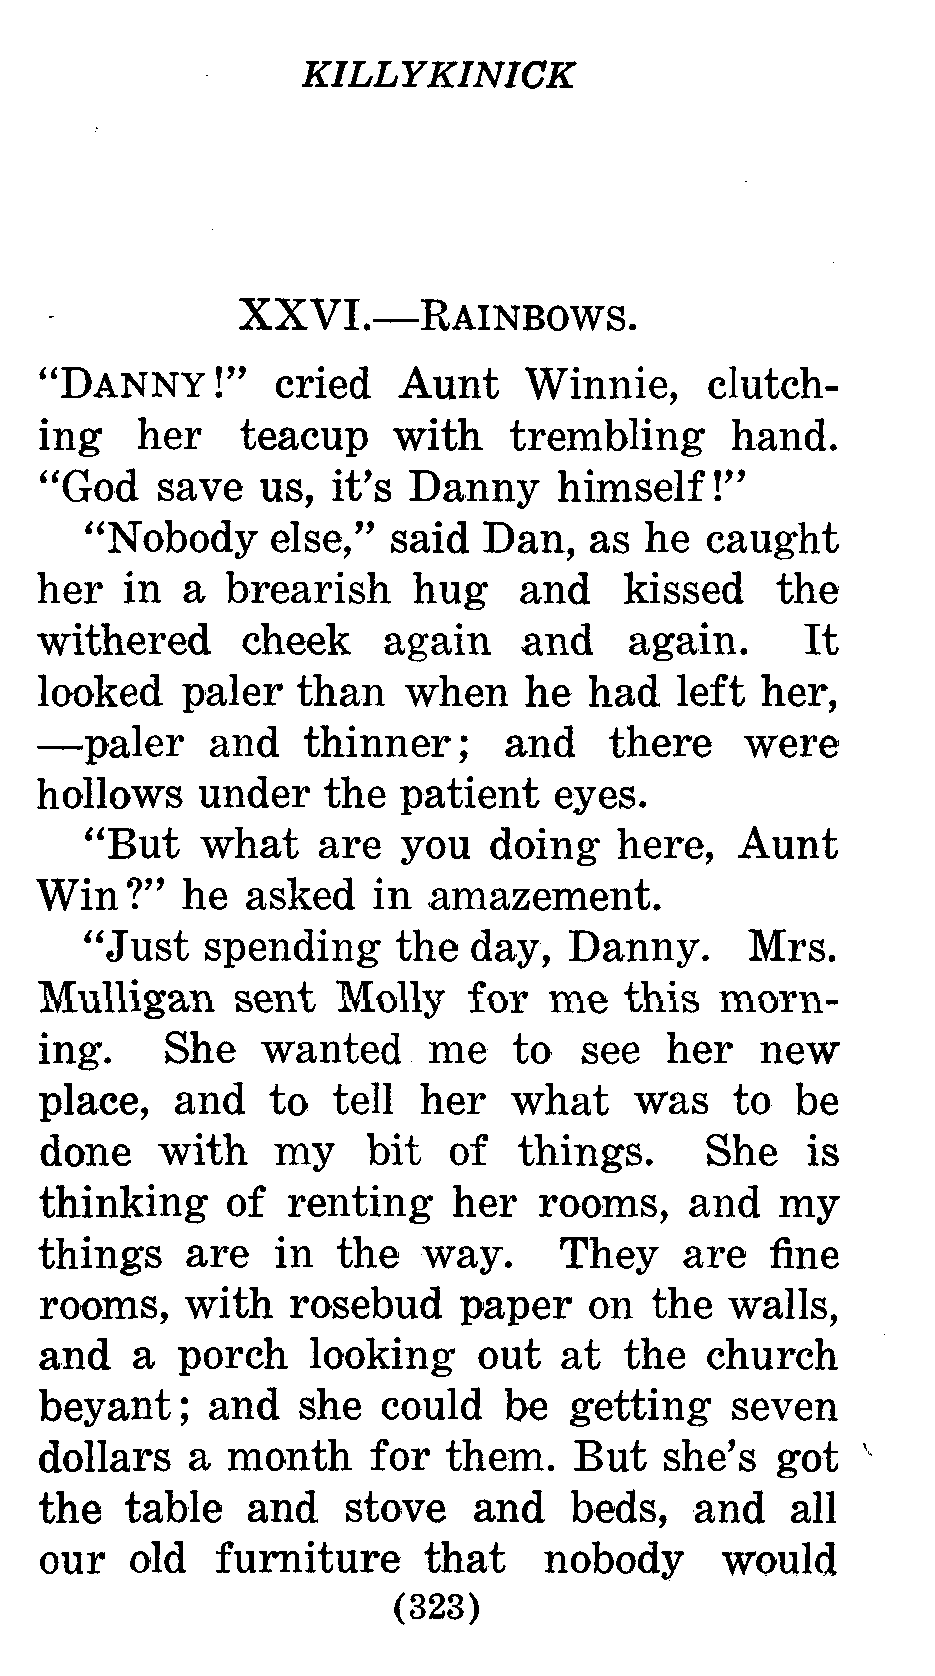 KILLYKINICK
XXVI.—RAINBOWS.
“DANNY!” cried Aunt Winnie, clutch-
ing her teacup with trembling hand.
“God save us, it’s Danny himself!”
“Nobody else,” said Dan, as he caught
her in a brearish hug and kissed the
withered cheek again and again. It
looked paler than when he had left her,
—paler and thinner; and there were
hollows under the patient eyes.
“But what are you doing here, Aunt
Win?” he asked in amazement.
“Just spending the day, Danny. Mrs.
Mulligan sent Molly for me this morn-
ing. She wanted me to see her new
place, and to tell her what was to be
done with my bit of things. She is
thinking of renting her rooms, and my
things are in the way. They are fine
rooms, with rosebud paper on the walls,
and a porch looking out at the church
beyant; and she could be getting seven
dollars a month for them. But she’s got
the table and stove and beds, and all
our old furniture that nobody would
(323)